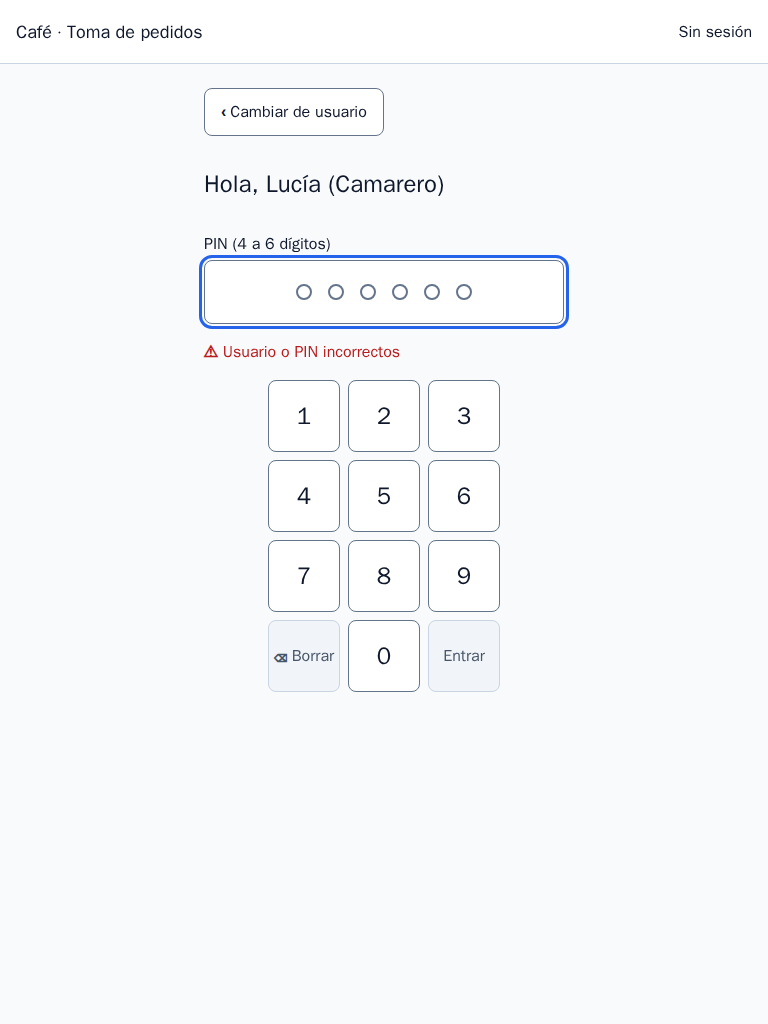 Café · Toma de pedidos
Sin sesión
‹ Cambiar de usuario
Hola, Lucía (Camarero)
PIN (4 a 6 dígitos)
⚠ Usuario o PIN incorrectos
1 2 3
4 5 6
7 8 9
⌫ Borrar 0 Entrar